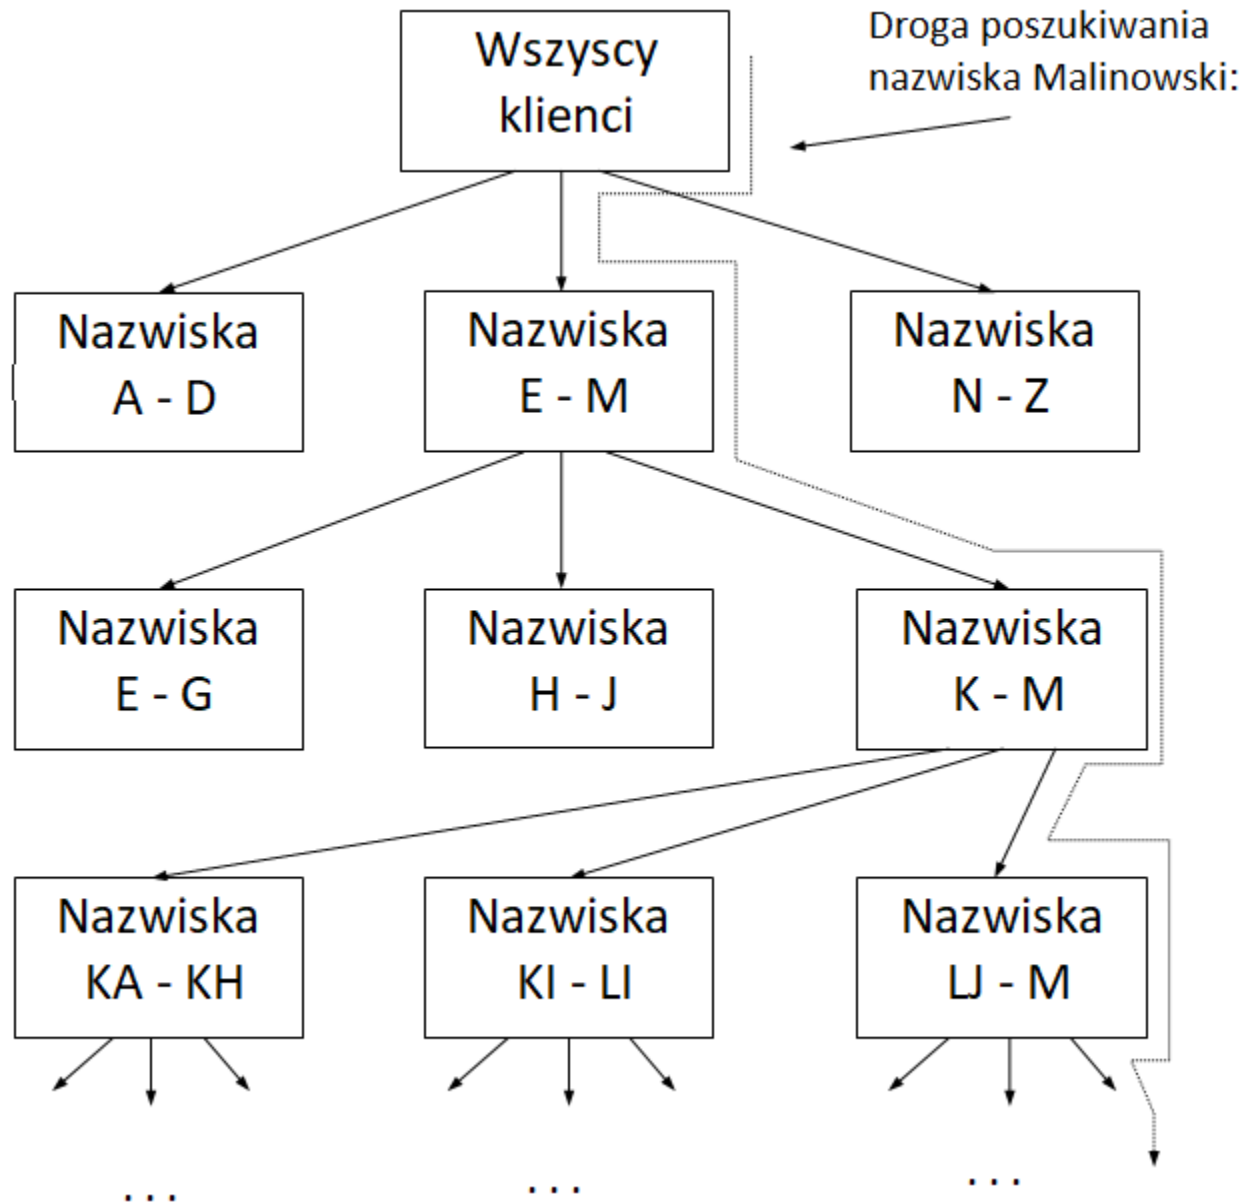 Wszyscy
klienci
Droga poszukiwania
nazwiska Malinowski:
Nazwiska
A - D
Nazwiska
E - M
Nazwiska
N - Z
Nazwiska
E - G
Nazwiska
H - J
Nazwiska
K - M
Nazwiska
KA - KH
Nazwiska
KI - LI
Nazwiska
LJ - M
. . .
. . .
. . .